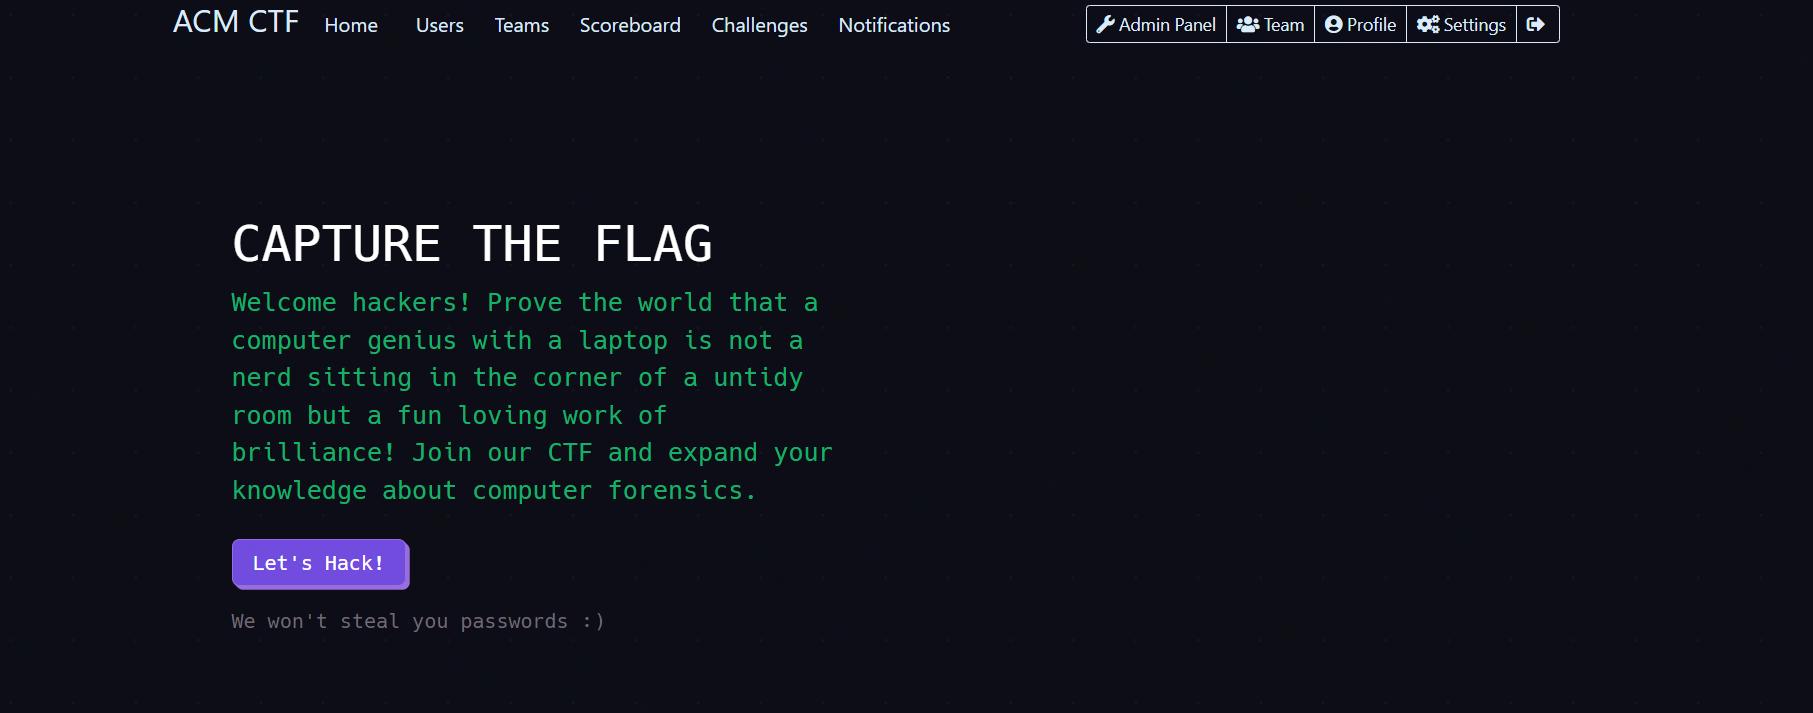 ACM CTF Home Users Teams Scoreboard Challenges Notifications Admin Panel Team Profile Settings
CAPTURE THE FLAG
Welcome hackers! Prove the world that a
computer genius with a laptop is not a
nerd sitting in the corner of a untidy
room but a fun loving work of
brilliance! Join our CTF and expand your
knowledge about computer forensics.
Let's Hack!
We won't steal you passwords :)